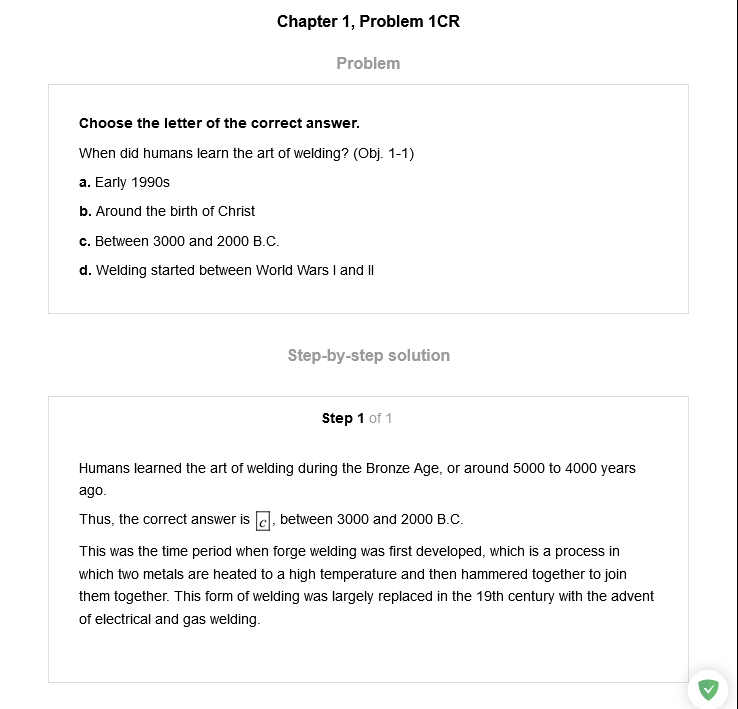 Chapter 1, Problem 1CR
Problem
Choose the letter of the correct answer.
When did humans learn the art of welding? (Obj. 1-1)
a. Early 1990s
b. Around the birth of Christ
c. Between 3000 and 2000 B.C.
d. Welding started between World Wars I and II
Step-by-step solution
Step 1 of 1
Humans learned the art of welding during the Bronze Age, or around 5000 to 4000 years
ago.
Thus, the correct answer is c, between 3000 and 2000 B.C.
This was the time period when forge welding was first developed, which is a process in
which two metals are heated to a high temperature and then hammered together to join
them together. This form of welding was largely replaced in the 19th century with the advent
of electrical and gas welding.